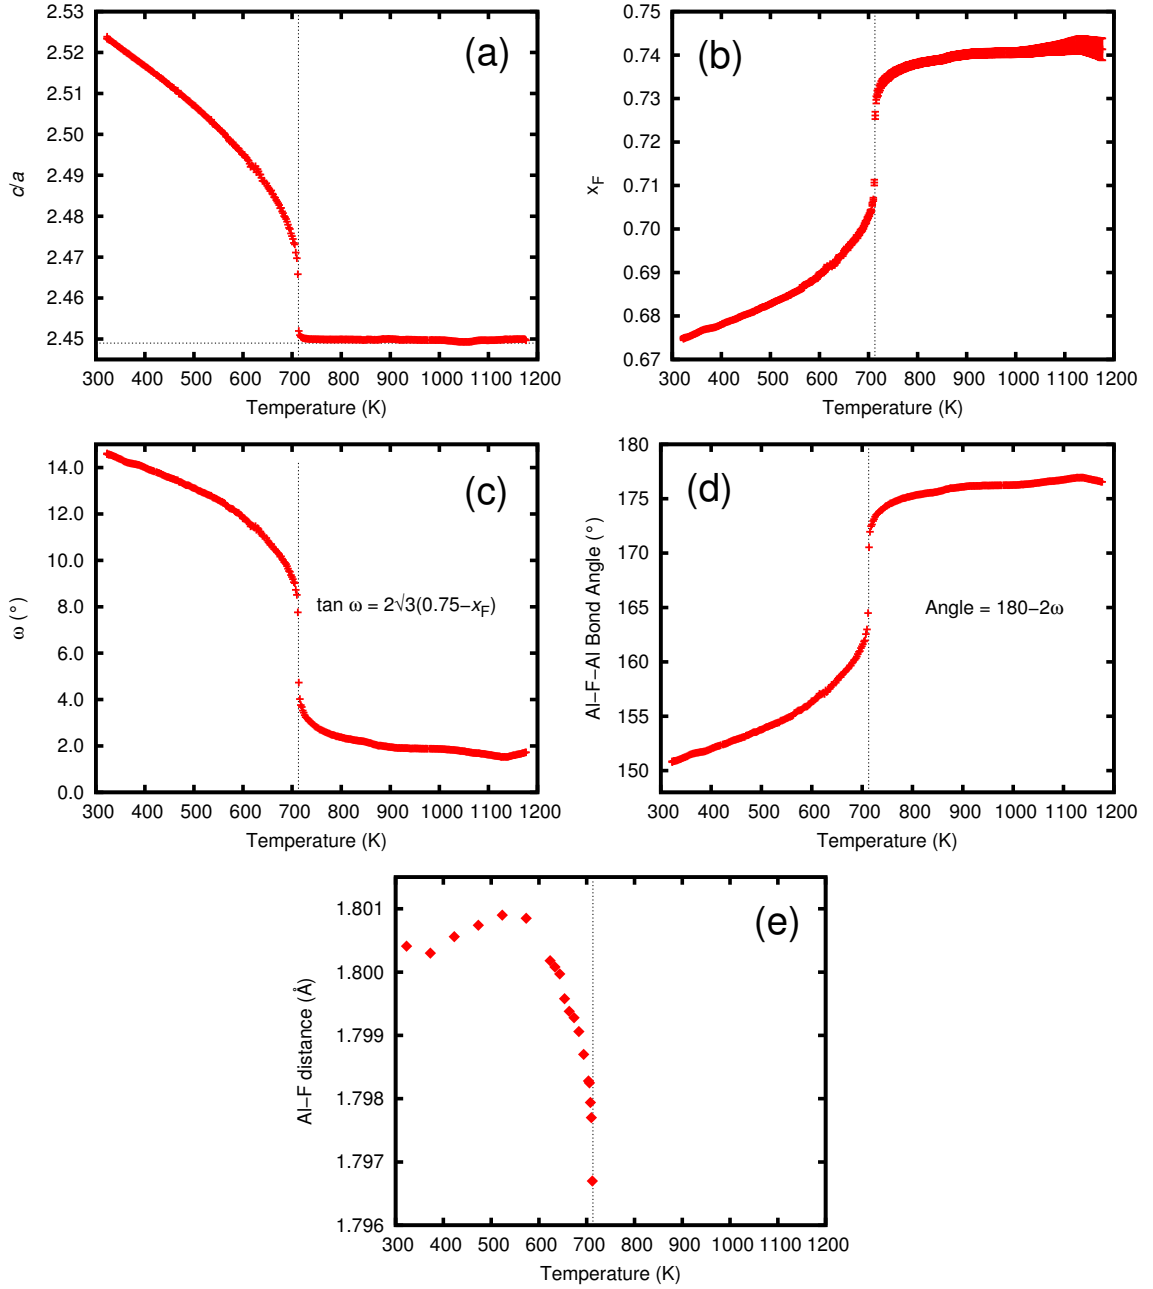 2.53
2.52
2.51
2.50
2.49
2.48
2.47
2.46
2.45
c/a
(a)
300 400 500 600 700 800 900 1000 1100 1200
Temperature (K)
0.75
0.74
0.73
0.72
0.71
0.70
0.69
0.68
0.67
x_F
(b)
300 400 500 600 700 800 900 1000 1100 1200
Temperature (K)
14.0
12.0
10.0
8.0
6.0
4.0
2.0
0.0
ω (°)
(c)
tan ω = 2√3(0.75−x_F)
300 400 500 600 700 800 900 1000 1100 1200
Temperature (K)
180
175
170
165
160
155
150
Al−F−Al Bond Angle (°)
(d)
Angle = 180−2ω
300 400 500 600 700 800 900 1000 1100 1200
Temperature (K)
1.801
1.800
1.799
1.798
1.797
1.796
Al−F distance (Å)
(e)
300 400 500 600 700 800 900 1000 1100 1200
Temperature (K)